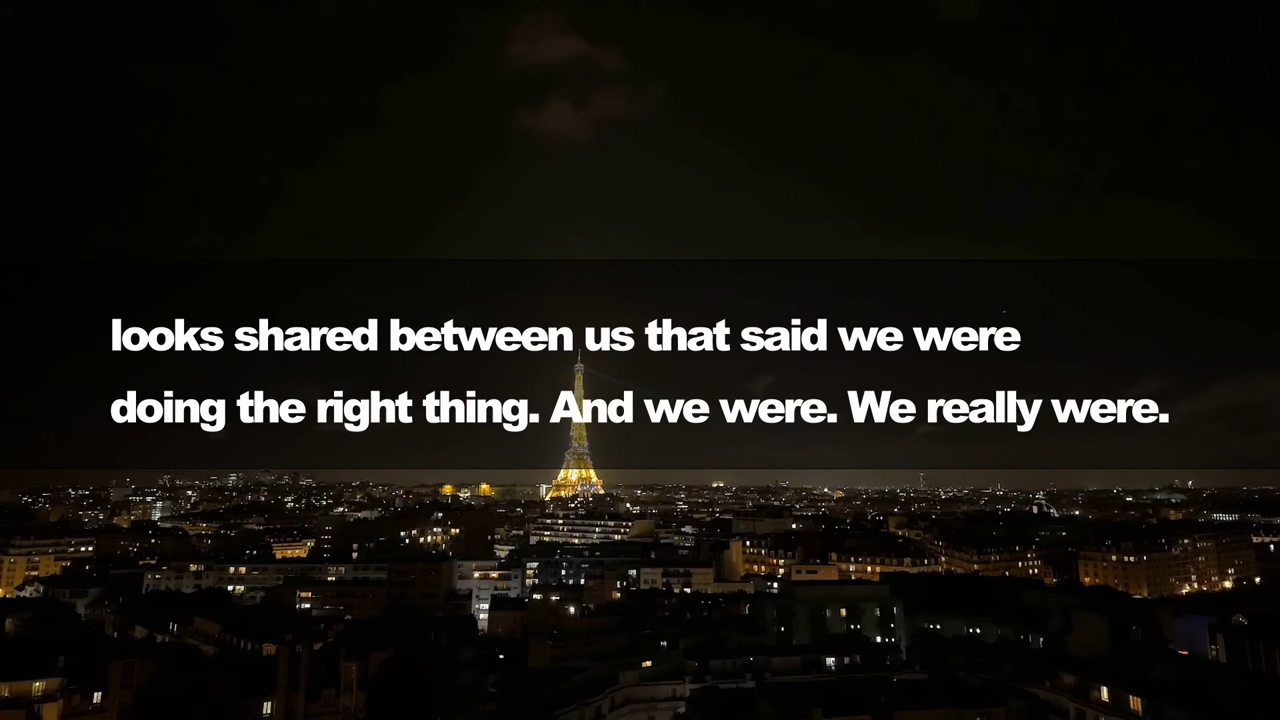 looks shared between us that said we were
doing the right thing. And we were. We really were.